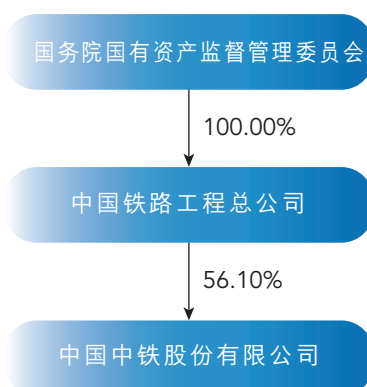 国务院国有资产监督管理委员会
100.00%
中国铁路工程总公司
56.10%
中国中铁股份有限公司